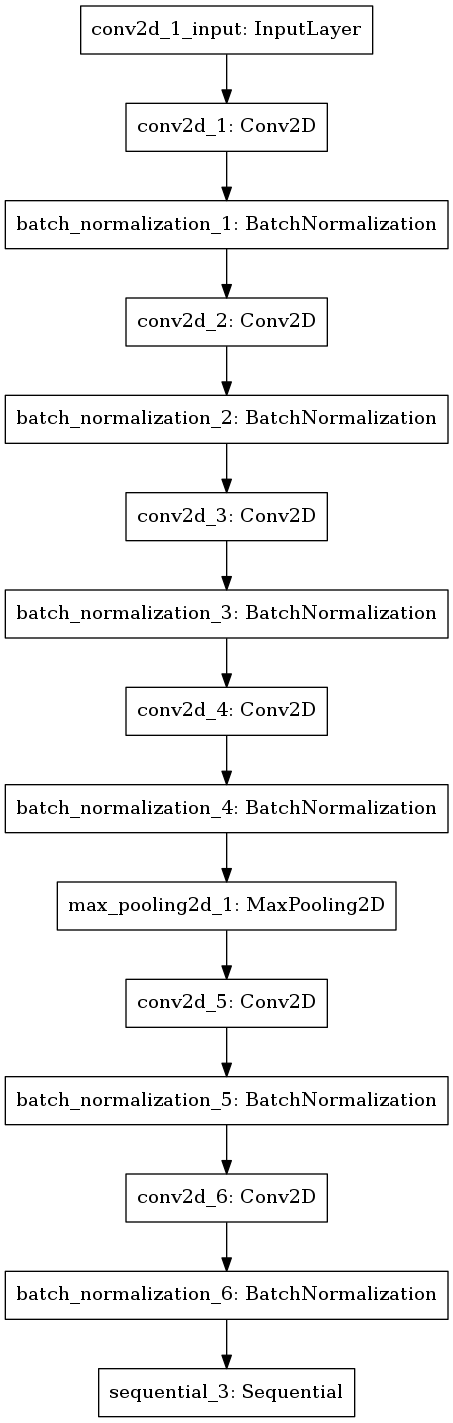 conv2d_1_input: InputLayer
conv2d_1: Conv2D
batch_normalization_1: BatchNormalization
conv2d_2: Conv2D
batch_normalization_2: BatchNormalization
conv2d_3: Conv2D
batch_normalization_3: BatchNormalization
conv2d_4: Conv2D
batch_normalization_4: BatchNormalization
max_pooling2d_1: MaxPooling2D
conv2d_5: Conv2D
batch_normalization_5: BatchNormalization
conv2d_6: Conv2D
batch_normalization_6: BatchNormalization
sequential_3: Sequential